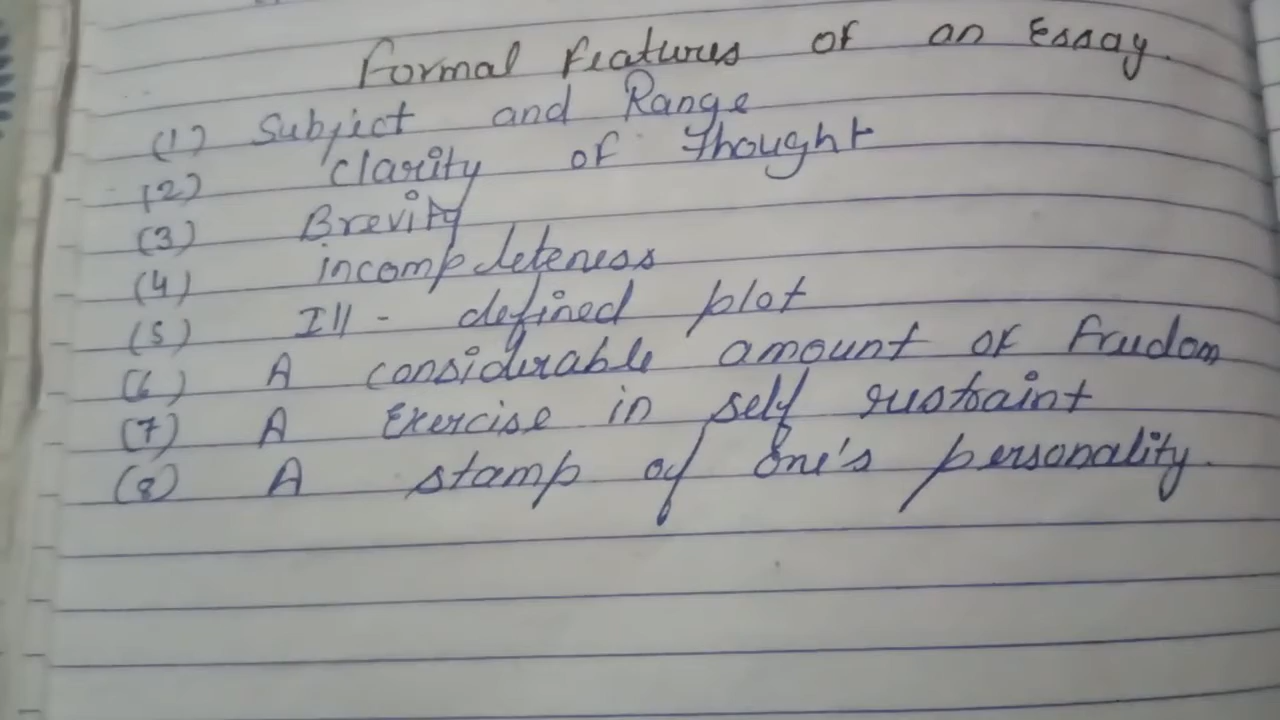 Formal Features of an Essay.
(1) Subject and Range
(2) clarity of Thought
(3) Brevity
(4) incompleteness
(5) Ill-defined plot
(6) A considerable amount of Freedom
(7) A Exercise in self restraint
(8) A stamp of One's personality.